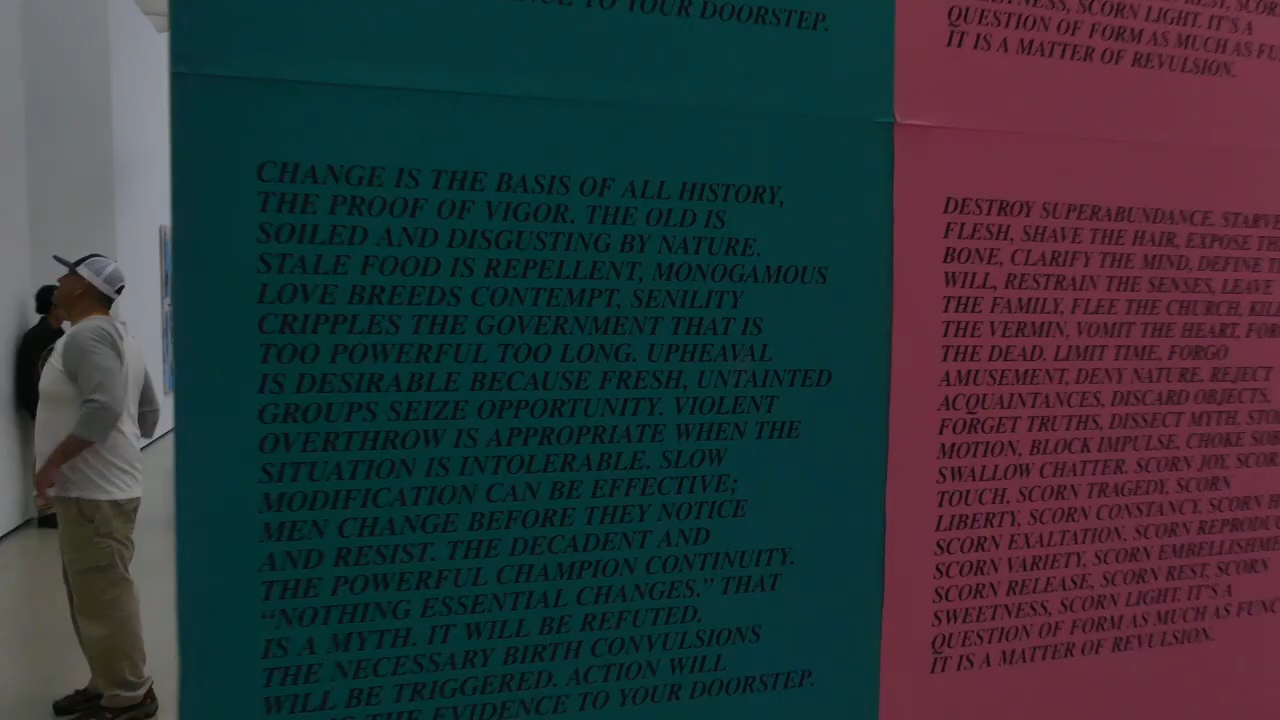 TO YOUR DOORSTEP.
CHANGE IS THE BASIS OF ALL HISTORY,
THE PROOF OF VIGOR. THE OLD IS
SOILED AND DISGUSTING BY NATURE.
STALE FOOD IS REPELLENT, MONOGAMOUS
LOVE BREEDS CONTEMPT, SENILITY
CRIPPLES THE GOVERNMENT THAT IS
TOO POWERFUL TOO LONG. UPHEAVAL
IS DESIRABLE BECAUSE FRESH, UNTAINTED
GROUPS SEIZE OPPORTUNITY. VIOLENT
OVERTHROW IS APPROPRIATE WHEN THE
SITUATION IS INTOLERABLE. SLOW
MODIFICATION CAN BE EFFECTIVE;
MEN CHANGE BEFORE THEY NOTICE
AND RESIST. THE DECADENT AND
THE POWERFUL CHAMPION CONTINUITY.
“NOTHING ESSENTIAL CHANGES.” THAT
IS A MYTH. IT WILL BE REFUTED.
THE NECESSARY BIRTH CONVULSIONS
WILL BE TRIGGERED. ACTION WILL
THE EVIDENCE TO YOUR DOORSTEP.
REST, SCORN
SCORN LIGHT. IT'S A
QUESTION OF FORM AS MUCH AS
IT IS A MATTER OF REVULSION.
DESTROY SUPERABUNDANCE. STARVE
FLESH, SHAVE THE HAIR, EXPOSE
BONE, CLARIFY THE MIND, DEFINE
WILL, RESTRAIN THE SENSES, LEAVE
THE FAMILY, FLEE THE CHURCH,
THE VERMIN, VOMIT THE HEART,
THE DEAD. LIMIT TIME, FORGO
AMUSEMENT, DENY NATURE. REJECT
ACQUAINTANCES, DISCARD OBJECTS,
FORGET TRUTHS, DISSECT MYTH,
MOTION, BLOCK IMPULSE, CHOKE
SWALLOW CHATTER. SCORN JOY,
TOUCH, SCORN TRAGEDY, SCORN
LIBERTY, SCORN CONSTANCY, SCORN
SCORN EXALTATION, SCORN
SCORN VARIETY, SCORN
SCORN RELEASE, SCORN REST, SCORN
SWEETNESS, SCORN LIGHT. IT'S A
QUESTION OF FORM AS MUCH AS
IT IS A MATTER OF REVULSION.